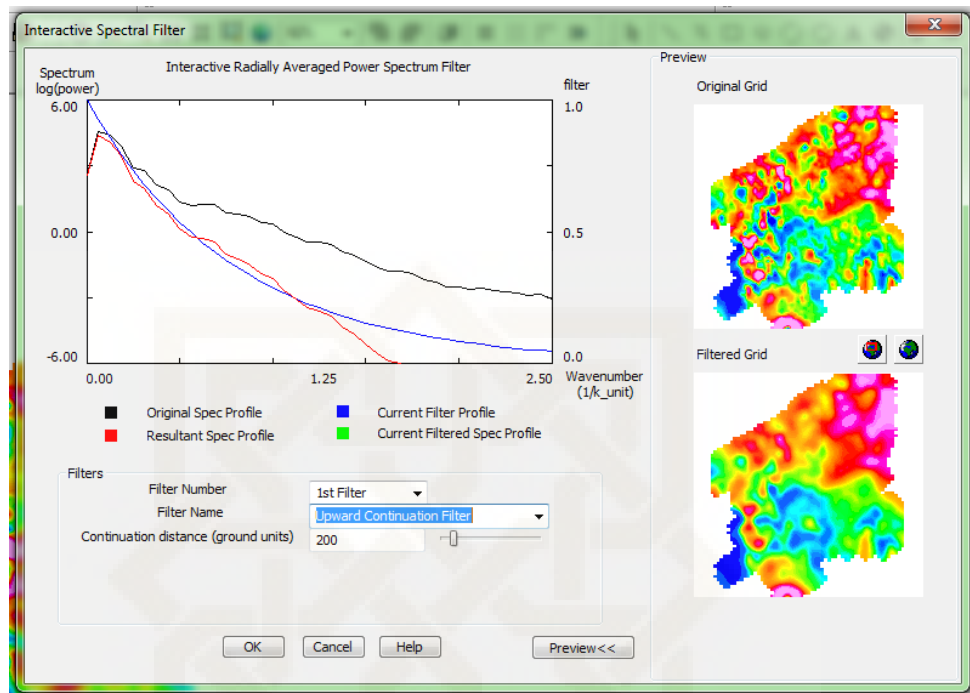 Interactive Spectral Filter
Interactive Radially Averaged Power Spectrum Filter
Spectrum
log(power)
filter
6.00
1.0
0.00
0.5
-6.00
0.0
0.00
1.25
2.50
Wavenumber
(1/k_unit)
Original Spec Profile
Current Filter Profile
Resultant Spec Profile
Current Filtered Spec Profile
Filters
Filter Number
1st Filter
Filter Name
Upward Continuation Filter
Continuation distance (ground units)
200
OK
Cancel
Help
Preview<<
Preview
Original Grid
Filtered Grid